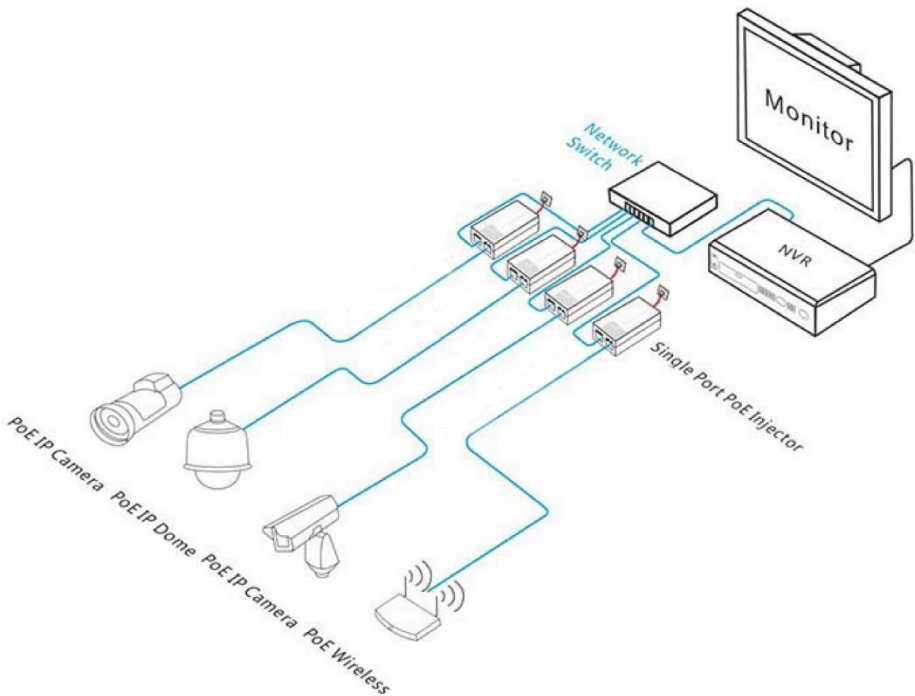 Monitor
Network
Switch
NVR
Single Port PoE Injector
PoE IP Camera PoE IP Dome PoE IP Camera PoE Wireless